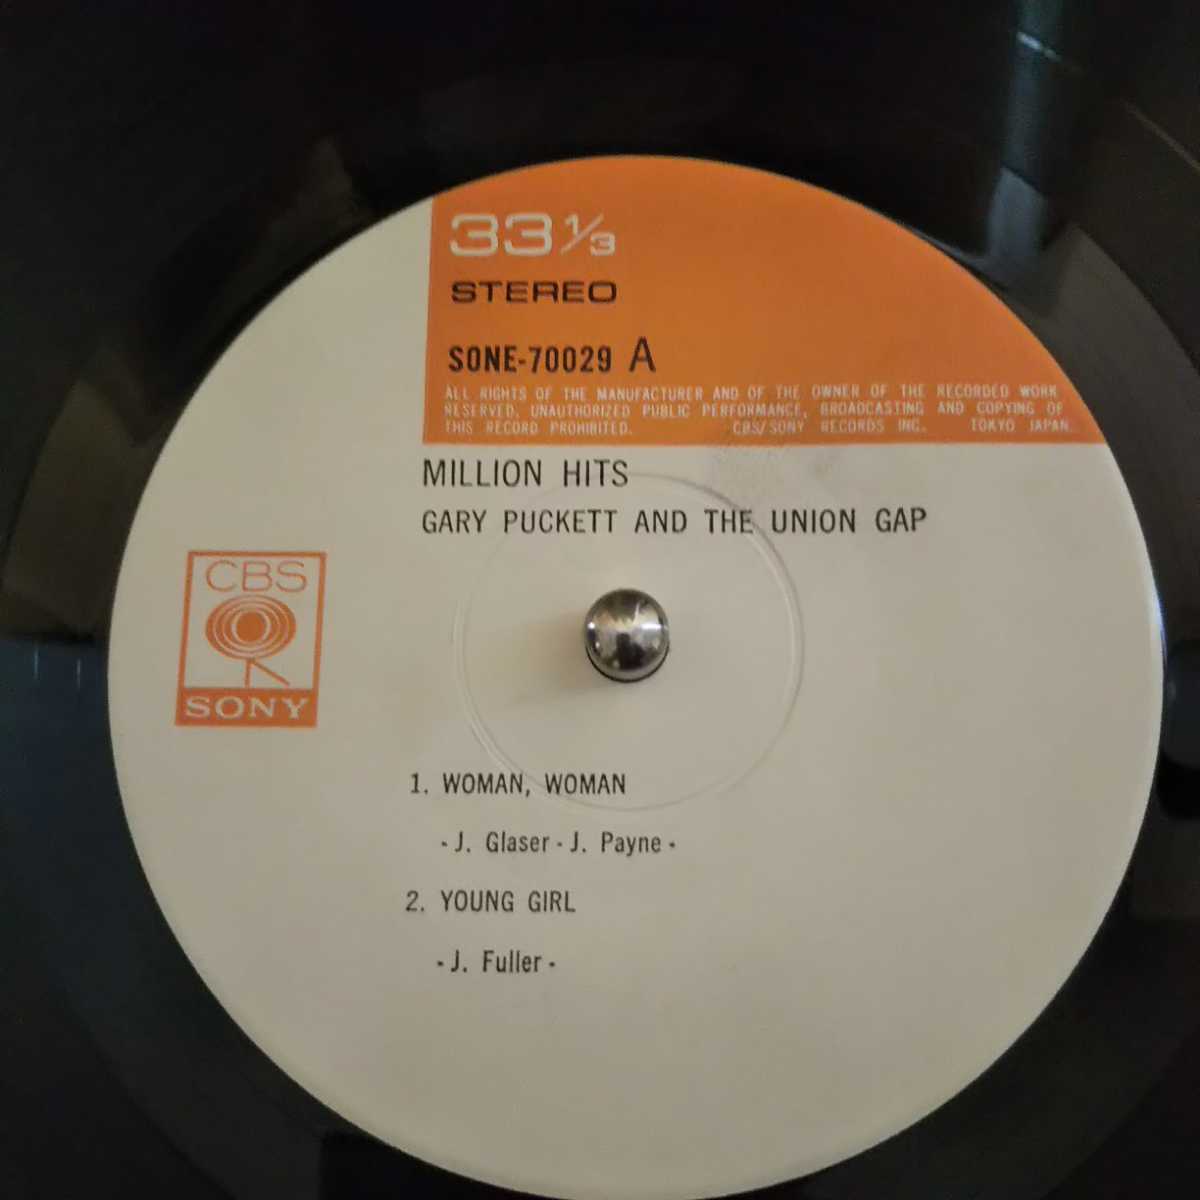 33 1/3
STEREO
SONE-70029 A
ALL RIGHTS OF THE MANUFACTURER AND OF THE OWNER OF THE RECORDED WORK
RESERVED. UNAUTHORIZED PUBLIC PERFORMANCE, BROADCASTING AND COPYING OF
THIS RECORD PROHIBITED. CBS/SONY RECORDS INC. TOKYO JAPAN.
MILLION HITS
GARY PUCKETT AND THE UNION GAP
CBS
SONY
1. WOMAN, WOMAN
- J. Glaser - J. Payne -
2. YOUNG GIRL
- J. Fuller -